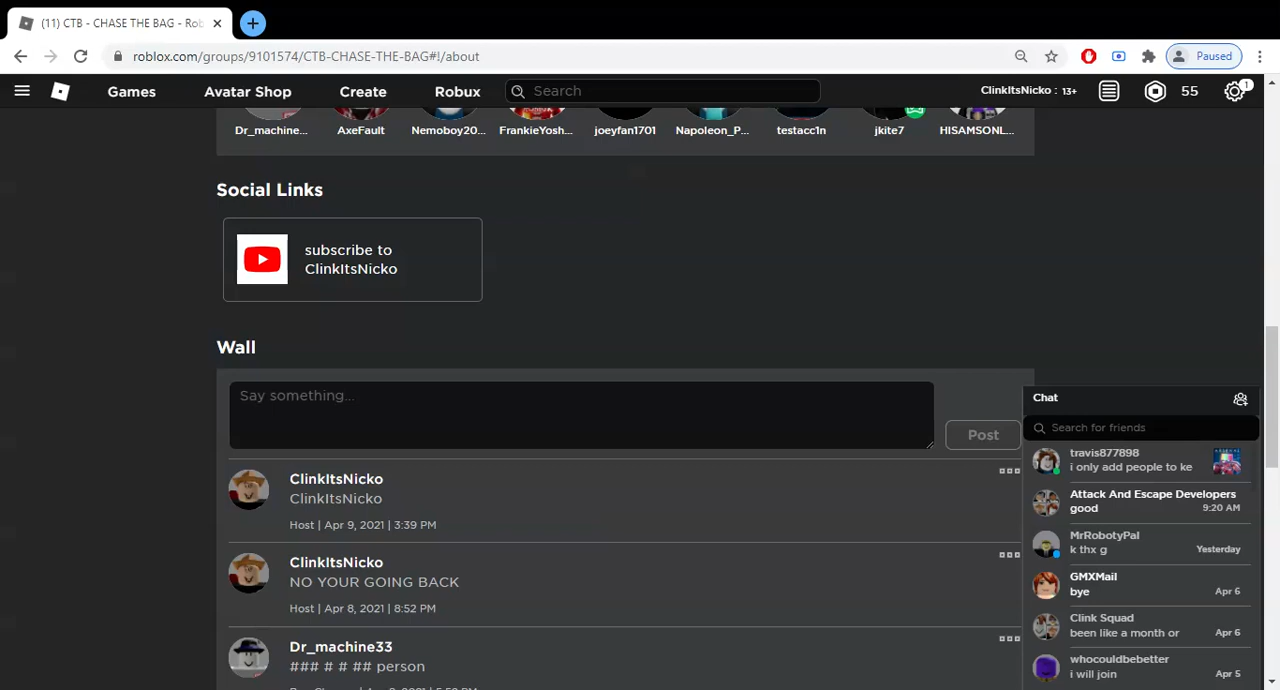 (11) CTB - CHASE THE BAG - Rob
roblox.com/groups/9101574/CTB-CHASE-THE-BAG#!/about
Paused
Games
Avatar Shop
Create
Robux
Search
ClinkItsNicko : 13+
55
1
Dr_machine...
AxeFault
Nemoboy20...
FrankieYosh...
joeyfan1701
Napoleon_P...
testacc1n
jkite7
HISAMSONL...
Social Links
subscribe to
ClinkItsNicko
Wall
Say something...
Post
ClinkItsNicko
ClinkItsNicko
Host | Apr 9, 2021 | 3:39 PM
ClinkItsNicko
NO YOUR GOING BACK
Host | Apr 8, 2021 | 8:52 PM
Dr_machine33
### # # ## person
Chat
Search for friends
travis877898
i only add people to ke
Attack And Escape Developers
good
9:20 AM
MrRobotyPal
k thx g
Yesterday
GMXMail
bye
Apr 6
Clink Squad
been like a month or
Apr 6
whocouldbebetter
i will join
Apr 5